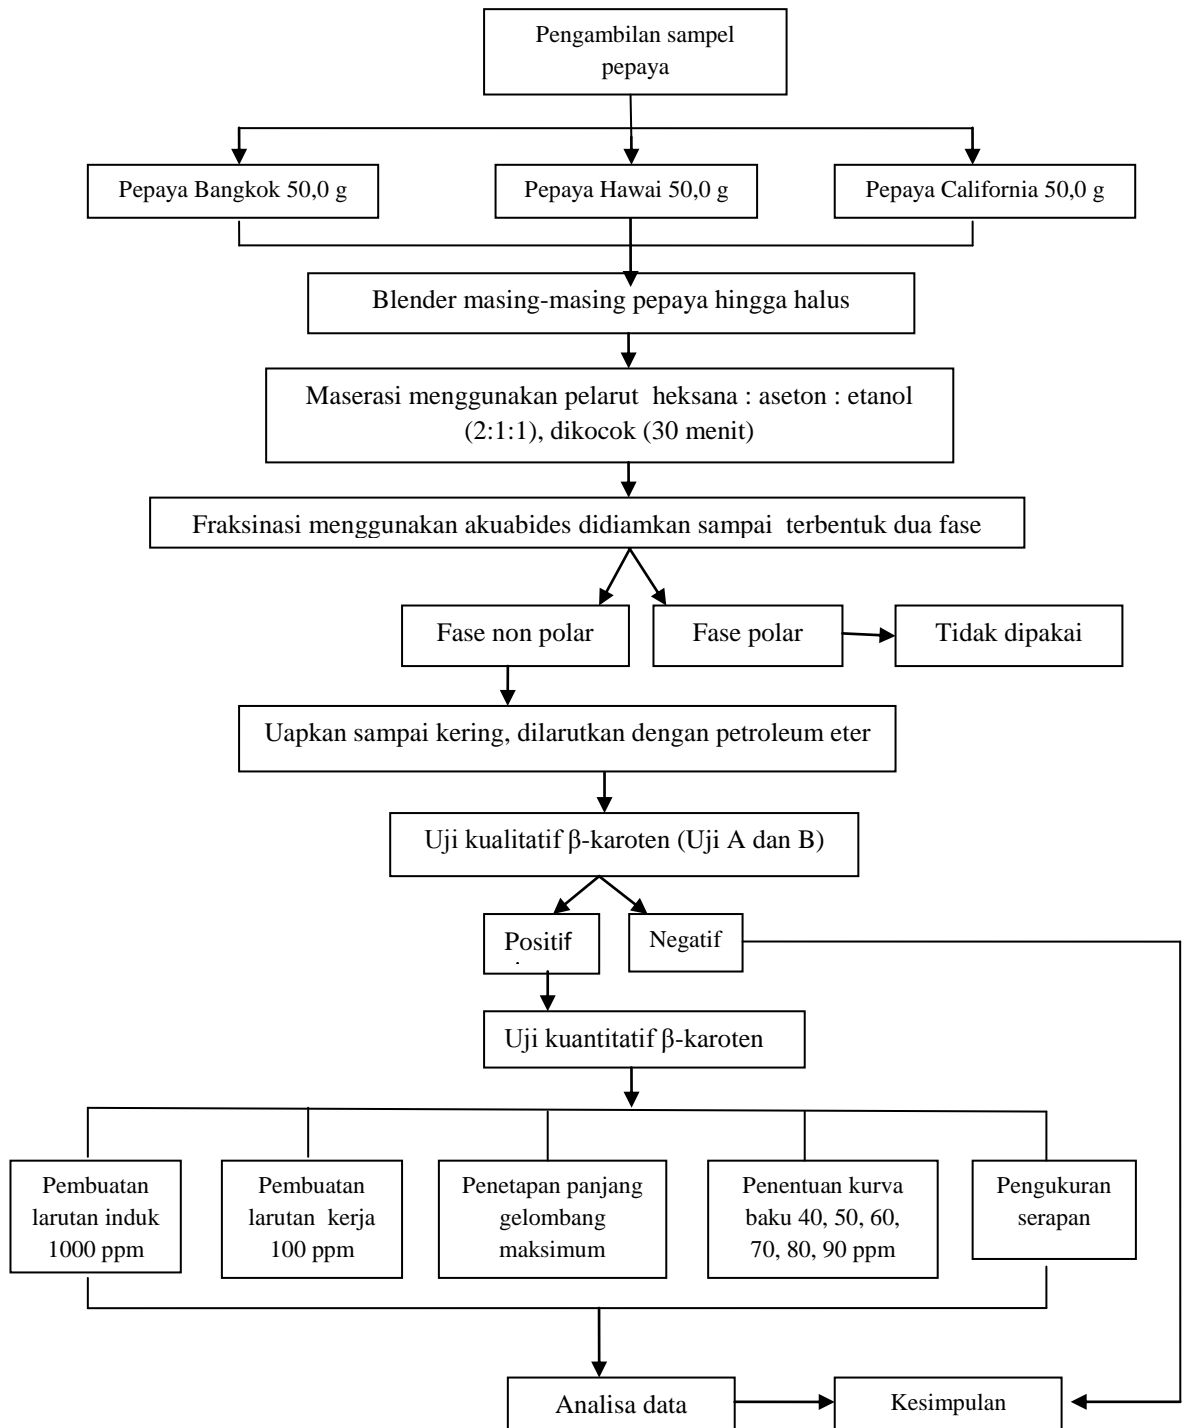 Pengambilan sampel
pepaya
Pepaya Bangkok 50,0 g
Pepaya Hawai 50,0 g
Pepaya California 50,0 g
Blender masing-masing pepaya hingga halus
Maserasi menggunakan pelarut heksana : aseton : etanol
(2:1:1), dikocok (30 menit)
Fraksinasi menggunakan akuabides didiamkan sampai terbentuk dua fase
Fase non polar
Fase polar
Tidak dipakai
Uapkan sampai kering, dilarutkan dengan petroleum eter
Uji kualitatif β-karoten (Uji A dan B)
Positif
Negatif
Uji kuantitatif β-karoten
Pembuatan
larutan induk
1000 ppm
Pembuatan
larutan kerja
100 ppm
Penetapan panjang
gelombang
maksimum
Penentuan kurva
baku 40, 50, 60,
70, 80, 90 ppm
Pengukuran
serapan
Analisa data
Kesimpulan